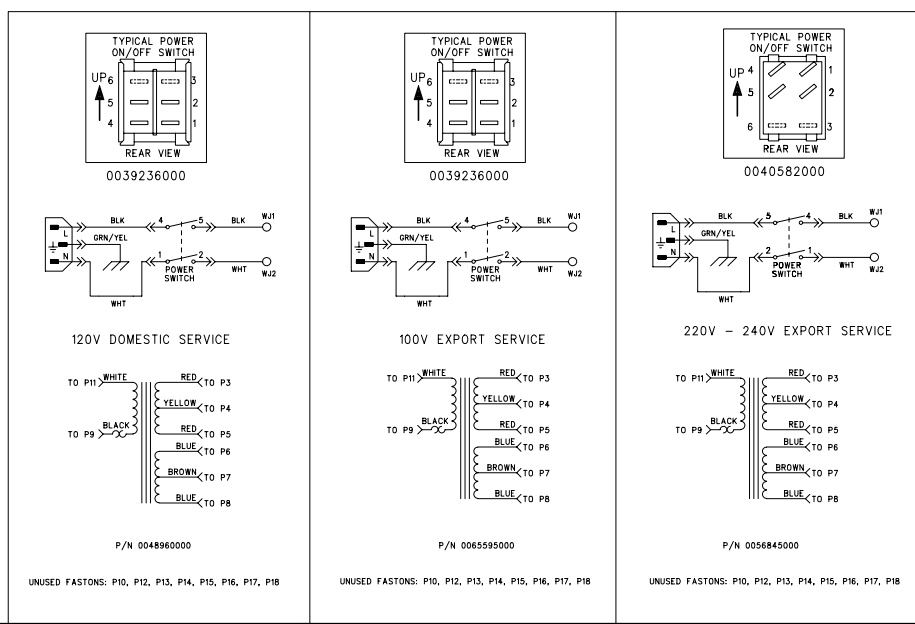 TYPICAL POWER
ON/OFF SWITCH
UP 6 3
5 2
4 1
REAR VIEW
0039236000
BLK 4 5 BLK WJ1
L
GRN/YEL
N 1 2 WHT WJ2
POWER
SWITCH
WHT
120V DOMESTIC SERVICE
TO P11 WHITE RED TO P3
YELLOW TO P4
TO P9 BLACK RED TO P5
BLUE TO P6
BROWN TO P7
BLUE TO P8
P/N 0048960000
UNUSED FASTONS: P10, P12, P13, P14, P15, P16, P17, P18
TYPICAL POWER
ON/OFF SWITCH
UP 6 3
5 2
4 1
REAR VIEW
0039236000
BLK 4 5 BLK WJ1
L
GRN/YEL
N 1 2 WHT WJ2
POWER
SWITCH
WHT
100V EXPORT SERVICE
TO P11 WHITE RED TO P3
YELLOW TO P4
TO P9 BLACK RED TO P5
BLUE TO P6
BROWN TO P7
BLUE TO P8
P/N 0065595000
UNUSED FASTONS: P10, P12, P13, P14, P15, P16, P17, P18
TYPICAL POWER
ON/OFF SWITCH
UP 4 1
5 2
6 3
REAR VIEW
0040582000
BLK 5 4 BLK WJ1
L
GRN/YEL
N 2 1 WHT WJ2
POWER
SWITCH
WHT
220V - 240V EXPORT SERVICE
TO P11 WHITE RED TO P3
YELLOW TO P4
TO P9 BLACK RED TO P5
BLUE TO P6
BROWN TO P7
BLUE TO P8
P/N 0056845000
UNUSED FASTONS: P10, P12, P13, P14, P15, P16, P17, P18